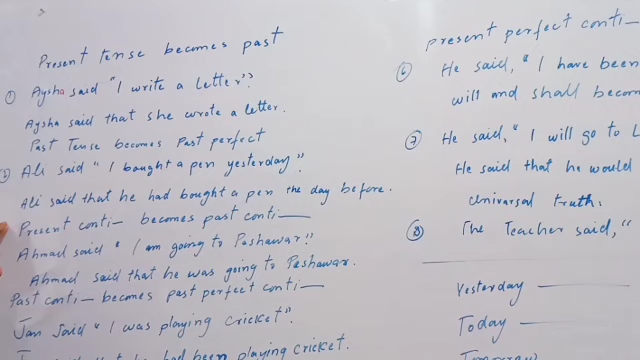 Present tense becomes past
① Aysha said "I write a letter".
Aysha said that she wrote a letter.
Past Tense becomes Past perfect
Ali said "I bought a pen yesterday".
Ali said that he had bought a pen the day before.
Present conti— becomes past conti—
Ahmad said "I am going to Pashawar".
Ahmad said that he was going to Peshawar.
Past conti— becomes past perfect conti—
Jan said "I was playing cricket".
had been playing cricket.
present perfect conti—
⑥ He said, "I have been
will and shall becom
⑦ He said, "I will go to L
He said that he would
Universal truth.
⑧ The Teacher said, "
Yesterday
Today
Tomorrow